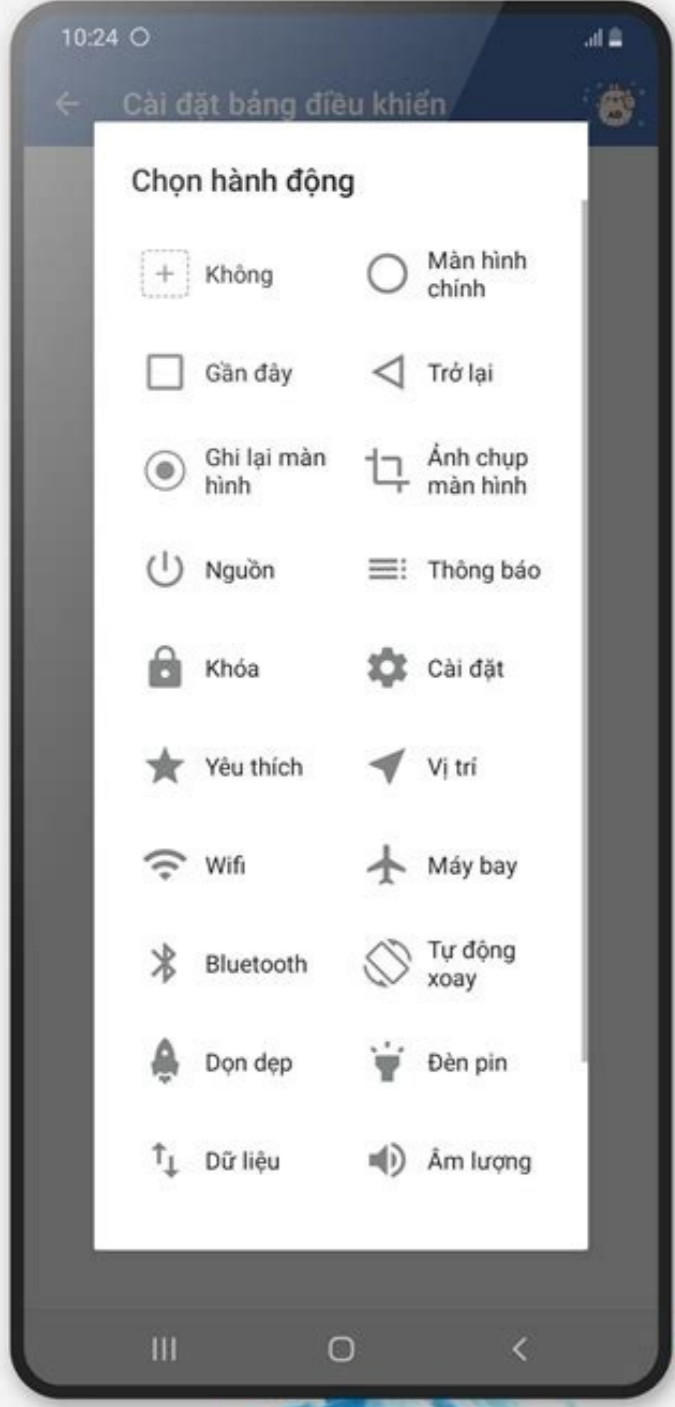 10:24
Cài đặt bảng điều khiển
AD
Chọn hành động
Không
Màn hình
chính
Gần đây
Trở lại
Ghi lại màn
hình
Ảnh chụp
màn hình
Nguồn
Thông báo
Khóa
Cài đặt
Yêu thích
Vị trí
Wifi
Máy bay
Bluetooth
Tự động
xoay
Dọn dẹp
Đèn pin
Dữ liệu
Âm lượng